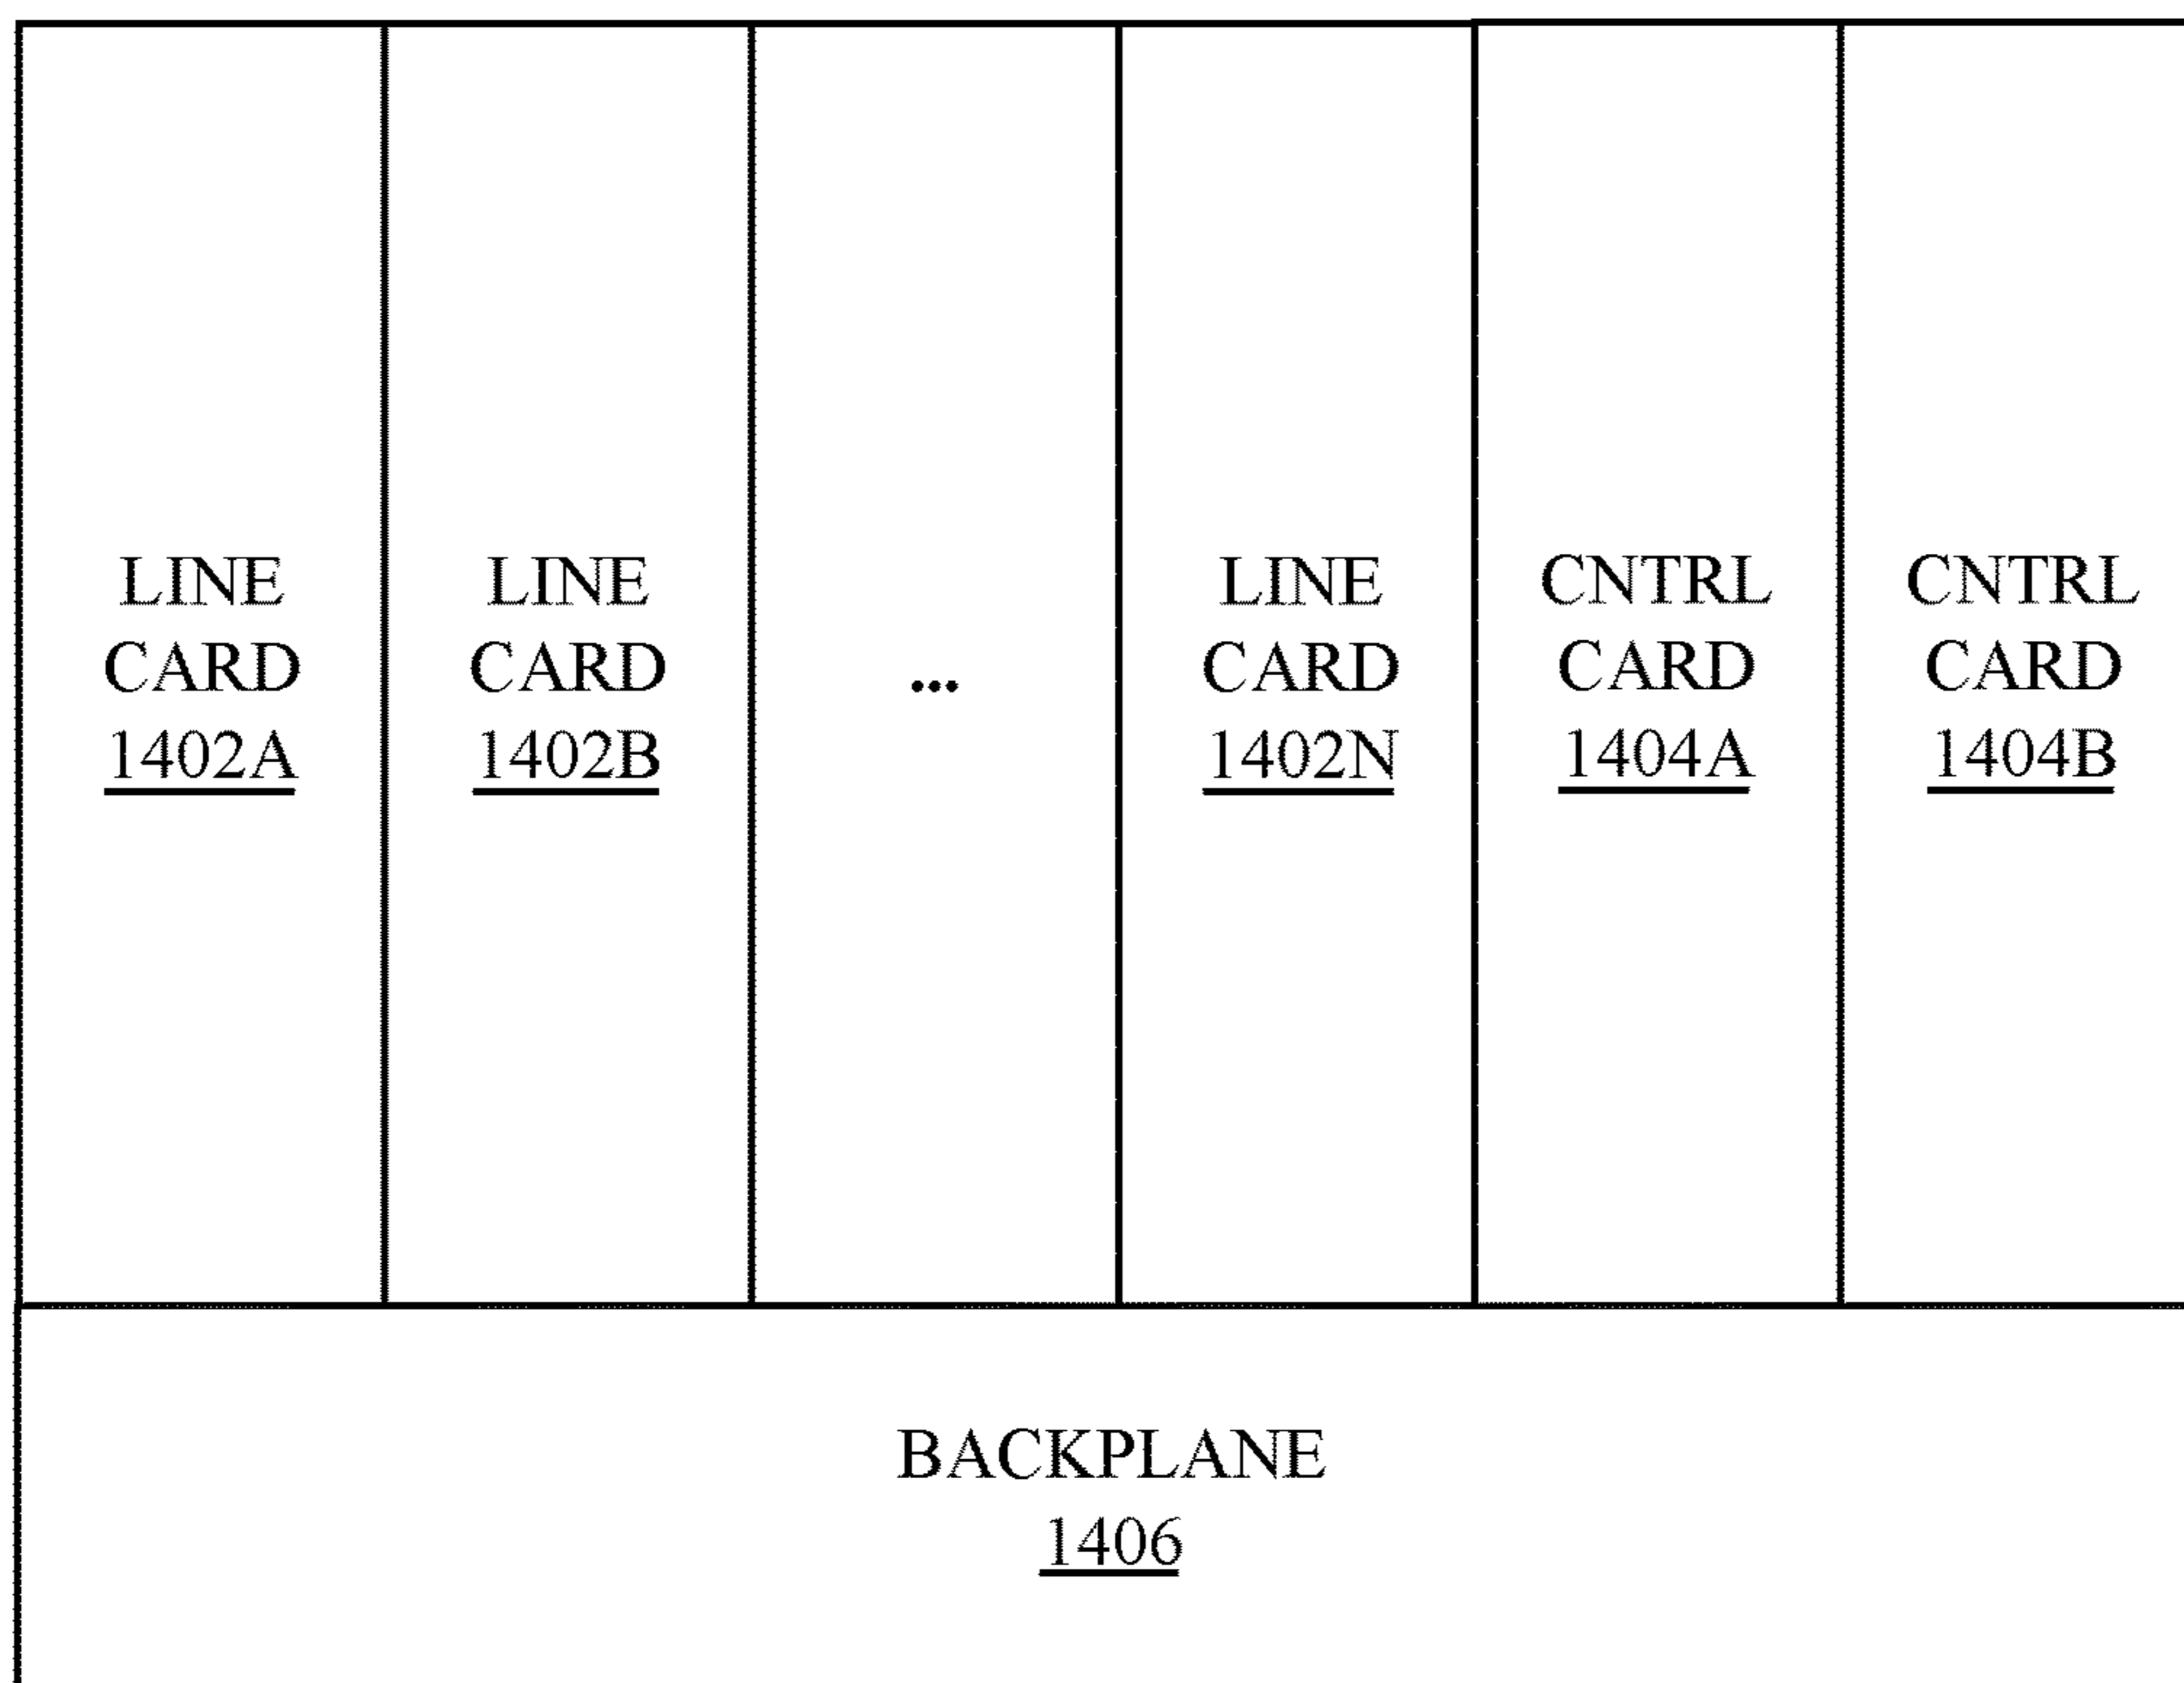 LINE
CARD
1402A
LINE
CARD
1402B
...
LINE
CARD
1402N
CNTRL
CARD
1404A
CNTRL
CARD
1404B
BACKPLANE
1406